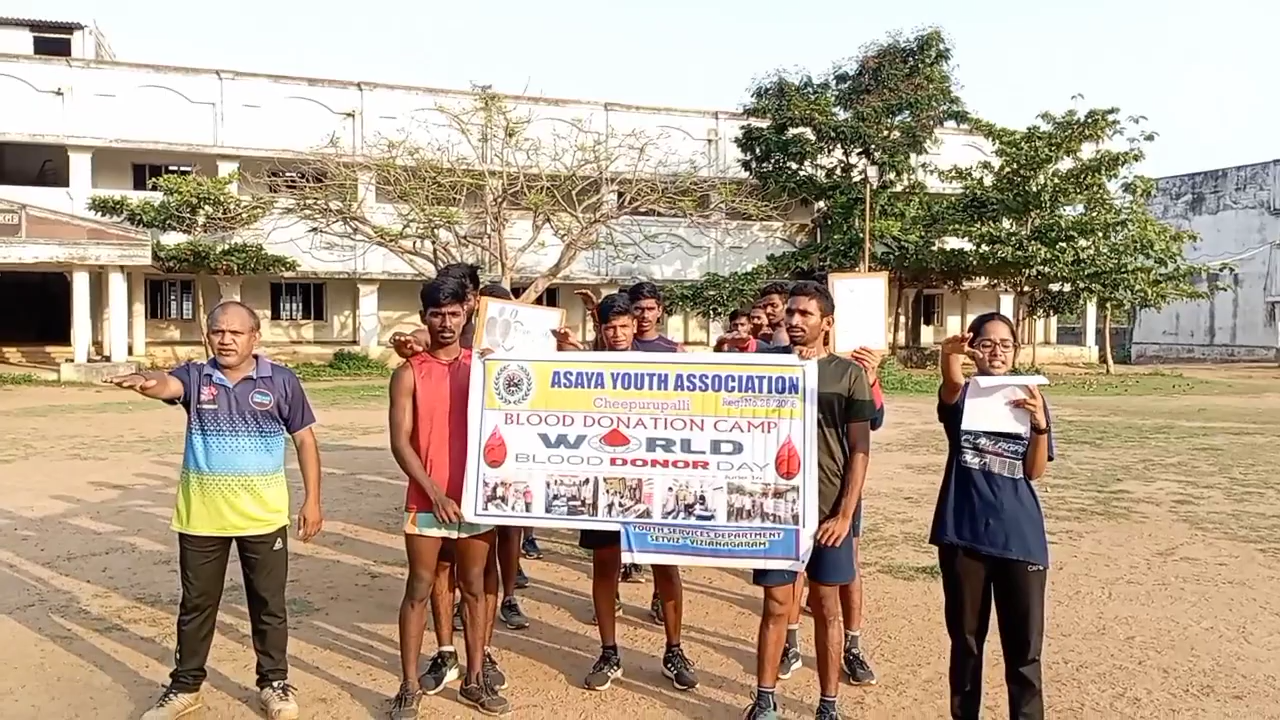 ASAYA YOUTH ASSOCIATION
Cheepurupalli
Reg.No.26/2006
BLOOD DONATION CAMP
WORLD
BLOOD DONOR DAY
YOUTH SERVICES DEPARTMENT
SETVIZ - VIZIANAGARAM